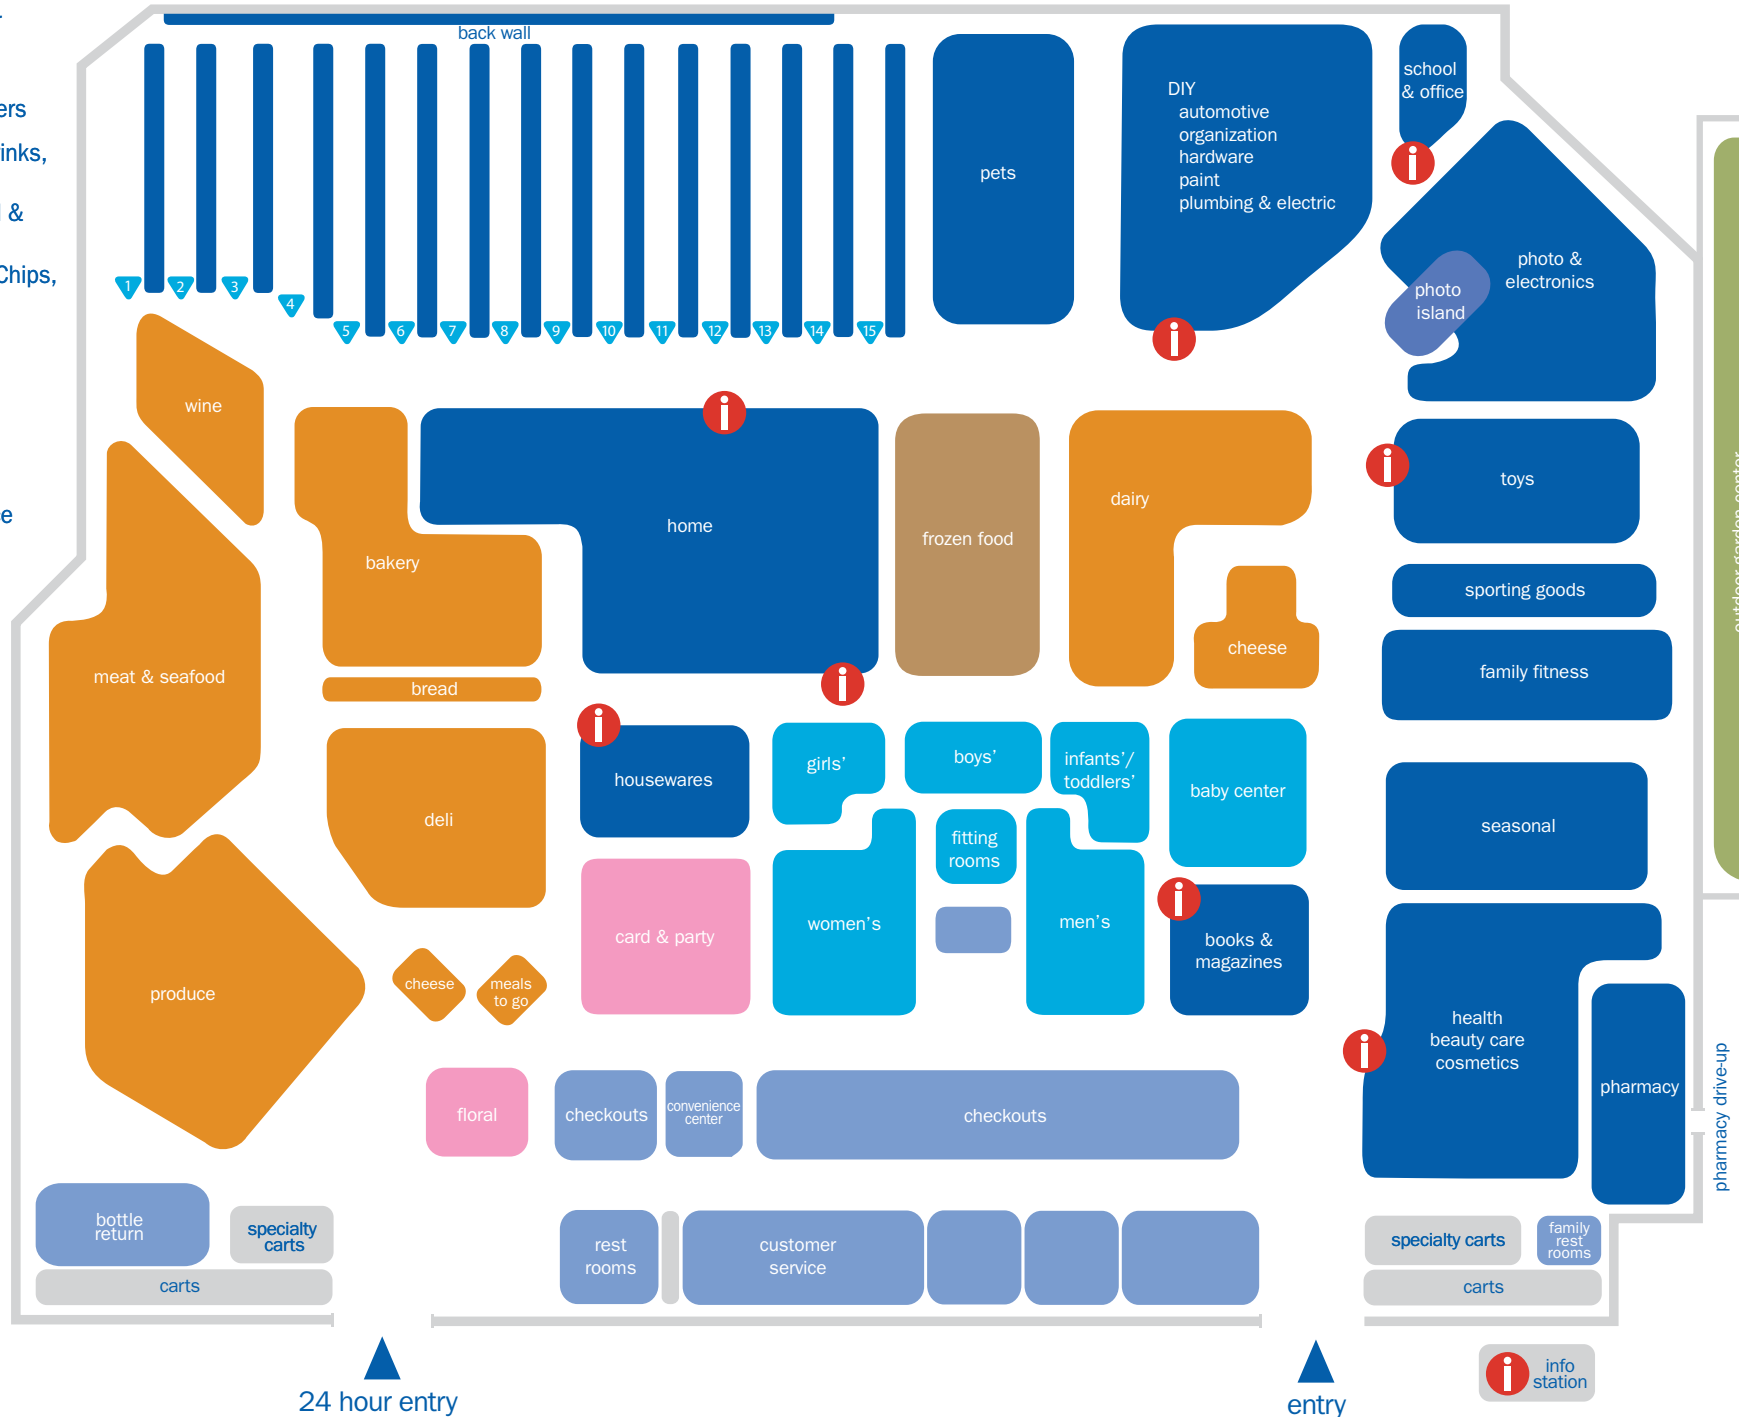 back wall
ers
inks,
&
Chips,
e
1
2
3
4
5
6
7
8
9
10
11
12
13
14
15
pets
DIY
automotive
organization
hardware
paint
plumbing & electric
school
& office
photo &
electronics
photo
island
wine
home
bakery
frozen food
dairy
toys
outdoor garden center
sporting goods
cheese
family fitness
meat & seafood
bread
housewares
girls'
boys'
infants'/
toddlers'
baby center
deli
fitting
rooms
seasonal
card & party
women's
men's
books &
magazines
produce
cheese
meals
to go
health
beauty care
cosmetics
pharmacy
pharmacy drive-up
floral
checkouts
convenience
center
checkouts
bottle
return
specialty
carts
carts
rest
rooms
customer
service
specialty carts
family
rest
rooms
carts
24 hour entry
entry
i info
station